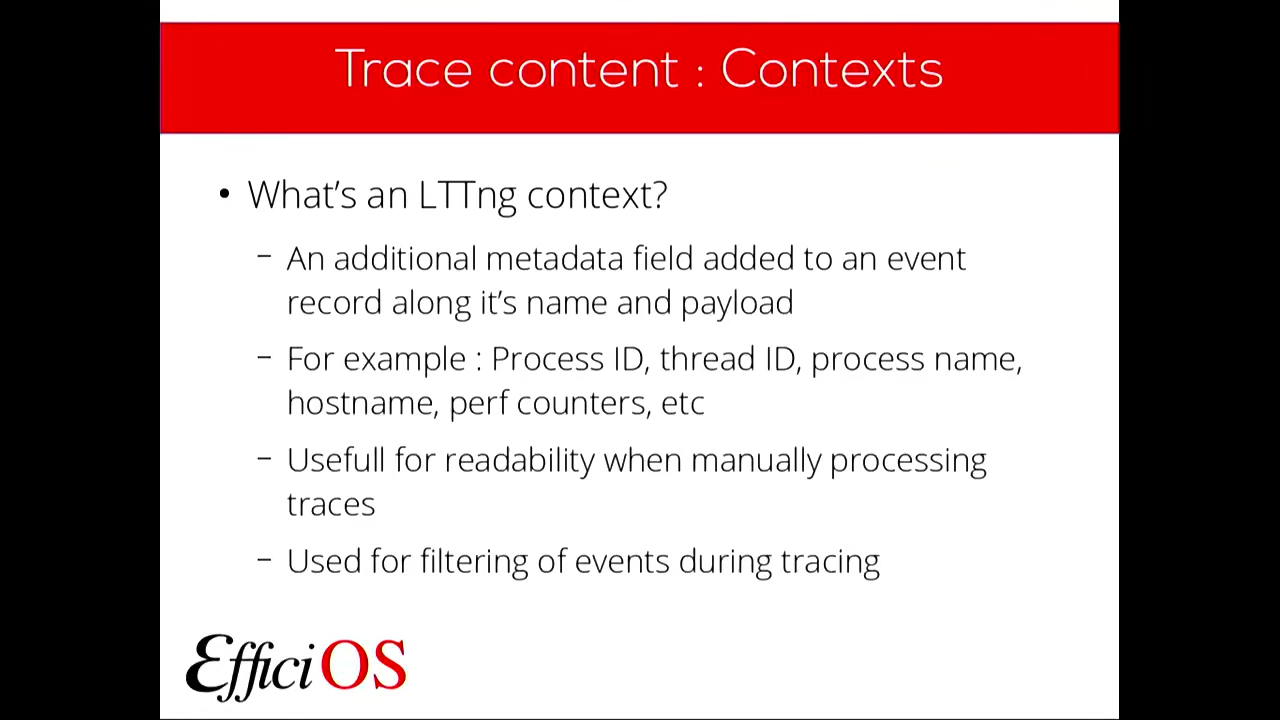 Trace content : Contexts
• What’s an LTTng context?
– An additional metadata field added to an event
record along it’s name and payload
– For example : Process ID, thread ID, process name,
hostname, perf counters, etc
– Usefull for readability when manually processing
traces
– Used for filtering of events during tracing
EfficiOS